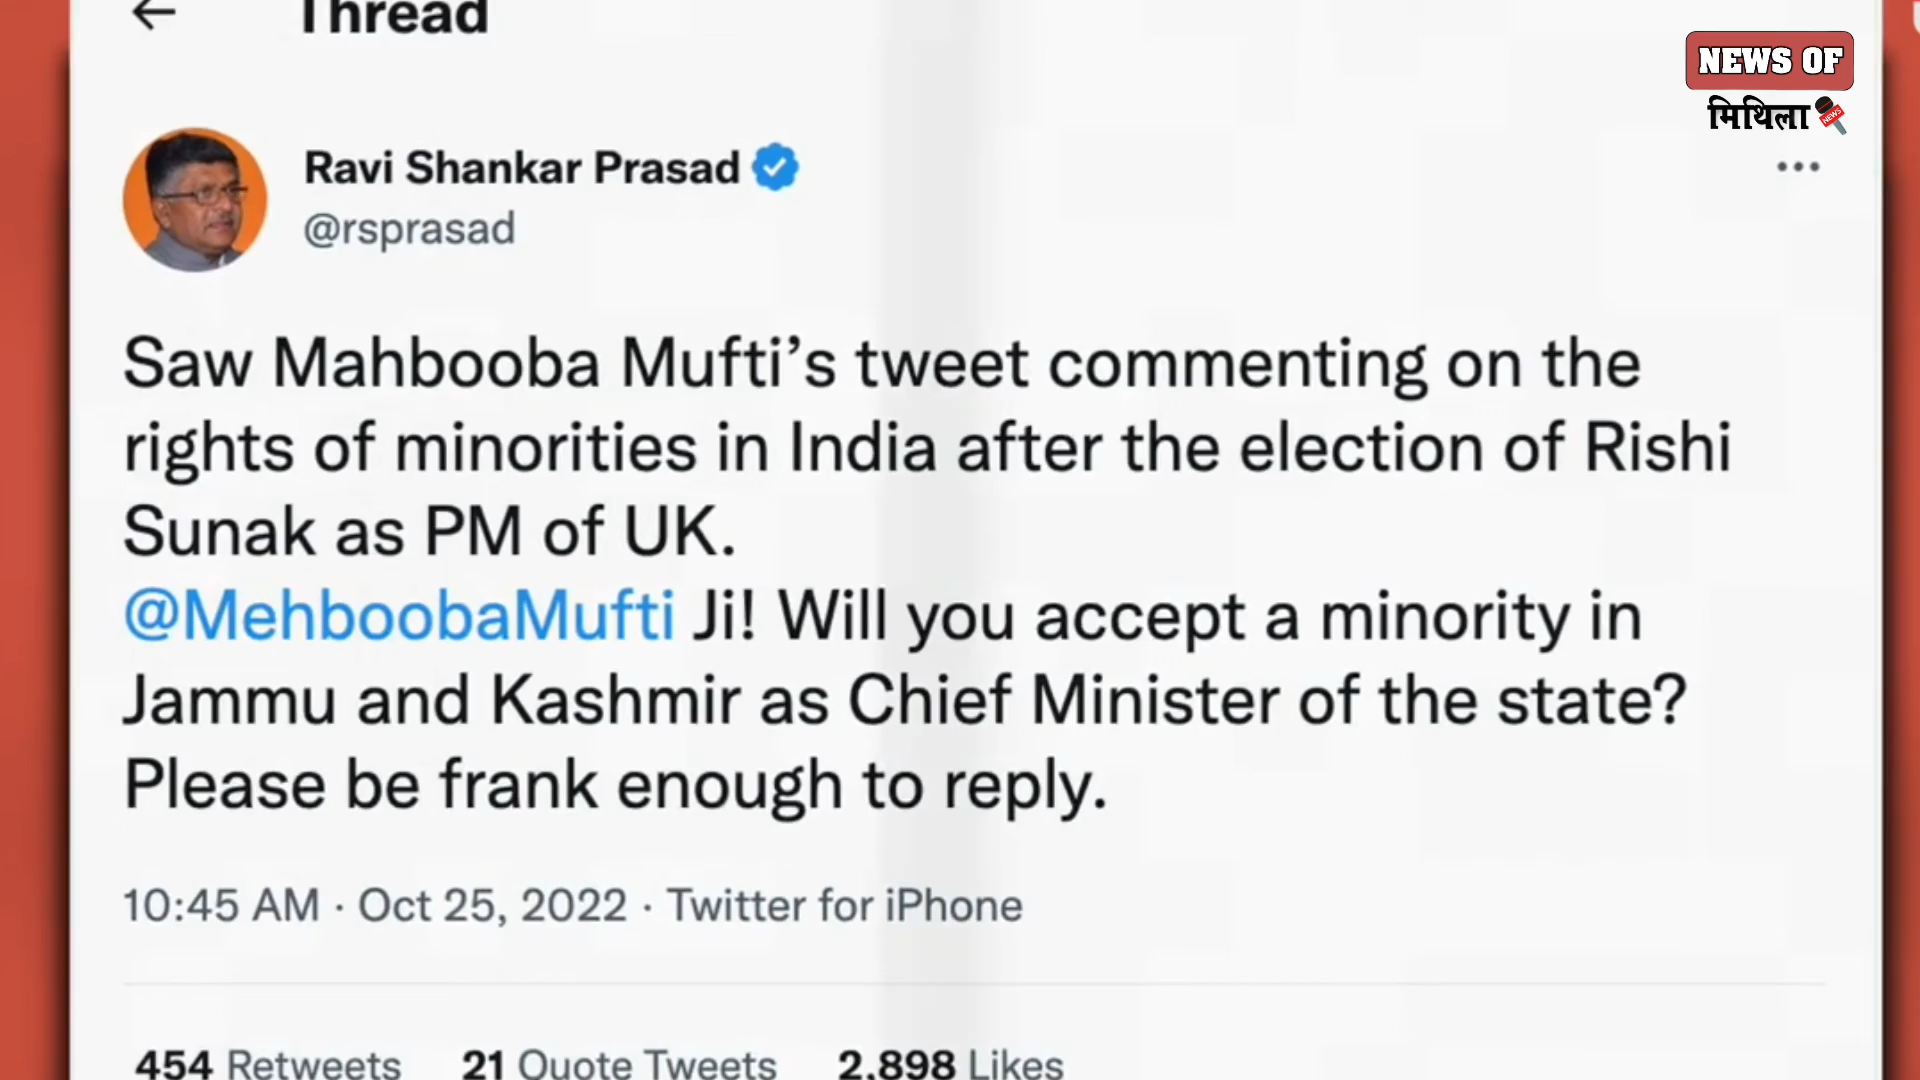 Thread
NEWS OF
मिथिला
NEWS
Ravi Shankar Prasad
@rsprasad
Saw Mahbooba Mufti’s tweet commenting on the
rights of minorities in India after the election of Rishi
Sunak as PM of UK.
@MehboobaMufti Ji! Will you accept a minority in
Jammu and Kashmir as Chief Minister of the state?
Please be frank enough to reply.
10:45 AM · Oct 25, 2022 · Twitter for iPhone
454 Retweets 21 Quote Tweets 2,898 Likes